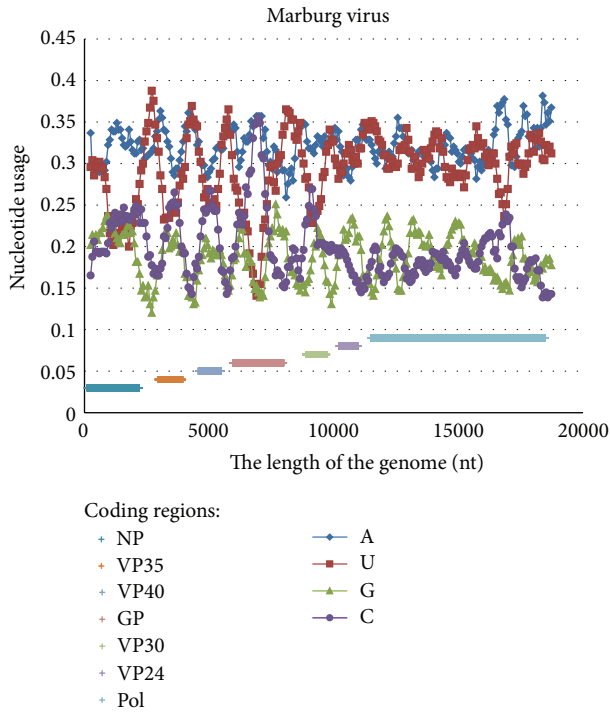 Marburg virus
0.45
0.4
0.35
0.3
0.25
0.2
0.15
0.1
0.05
0
Nucleotide usage
0 5000 10000 15000 20000
The length of the genome (nt)
Coding regions:
NP
VP35
VP40
GP
VP30
VP24
Pol
A
U
G
C